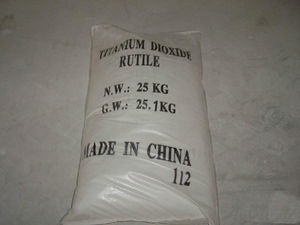 TITANIUM DIOXIDE
RUTILE
N.W.: 25 KG
G.W.: 25.1KG
MADE IN CHINA
112